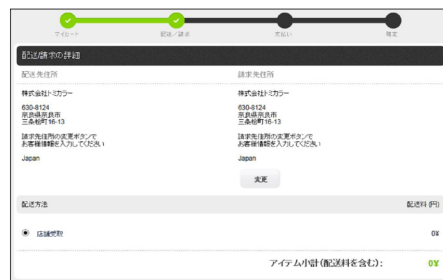 マイカート 配送／請求 支払い 確定
配送/請求の詳細
配送先住所 請求先住所
株式会社トミカラー 株式会社トミカラー
630-8124 630-8124
奈良県奈良市 奈良県奈良市
三条桧町16-13 三条桧町16-13
請求先住所の変更ボタンで 請求先住所の変更ボタンで
お客様情報を入力してください お客様情報を入力してください
Japan Japan
変更
配送方法 配送料 (円)
店舗受取 0¥
アイテム小計(配送料を含む): 0¥